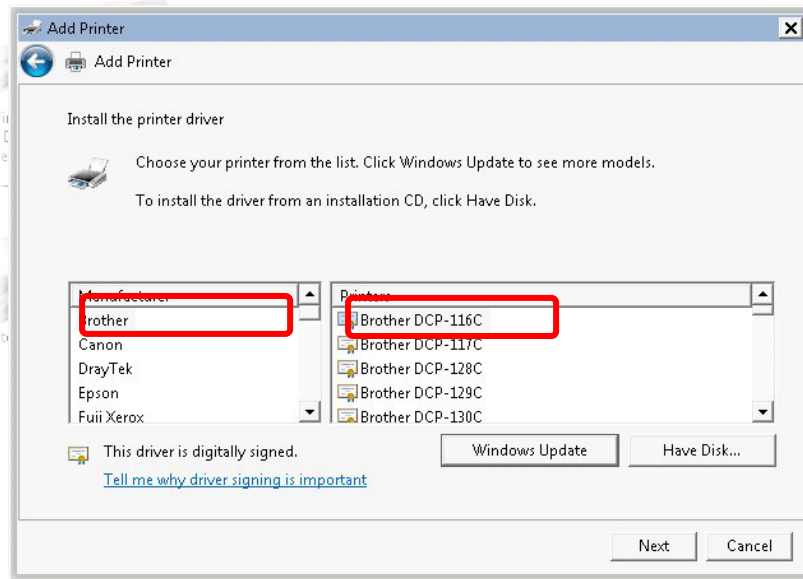 Add Printer
Add Printer
Install the printer driver
Choose your printer from the list. Click Windows Update to see more models.
To install the driver from an installation CD, click Have Disk.
Manufacturer
Printers
Brother
Brother DCP-116C
Canon
Brother DCP-117C
DrayTek
Brother DCP-128C
Epson
Brother DCP-129C
Fuji Xerox
Brother DCP-130C
This driver is digitally signed.
Windows Update
Have Disk...
Tell me why driver signing is important
Next
Cancel